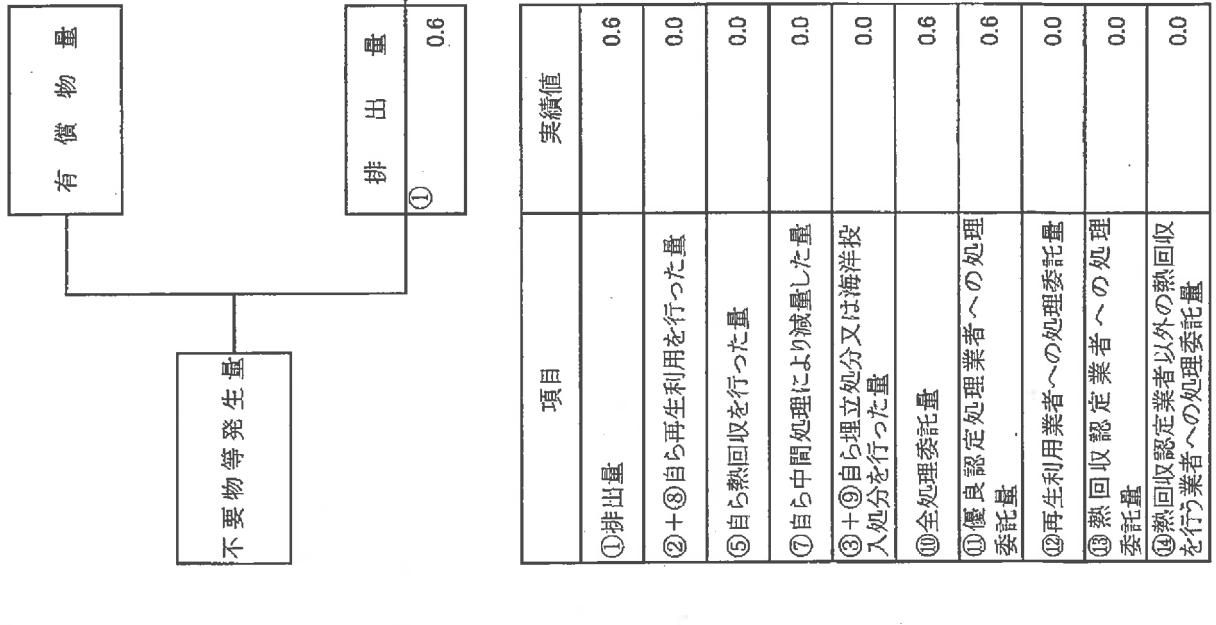 不要物等発生量
有償物量
排出量
①
0.6
項目
実績値
①排出量
0.6
②+⑧自ら再生利用を行った量
0.0
⑤自ら熱回収を行った量
0.0
⑦自ら中間処理により減量した量
0.0
③+⑨自ら埋立処分又は海洋投
入処分を行った量
0.0
⑩全処理委託量
0.6
⑪優良認定処理業者への処理
委託量
0.6
⑫再生利用業者への処理委託量
0.0
⑬熱回収認定業者への処理
委託量
0.0
⑭熱回収認定業者以外の熱回収
を行う業者への処理委託量
0.0